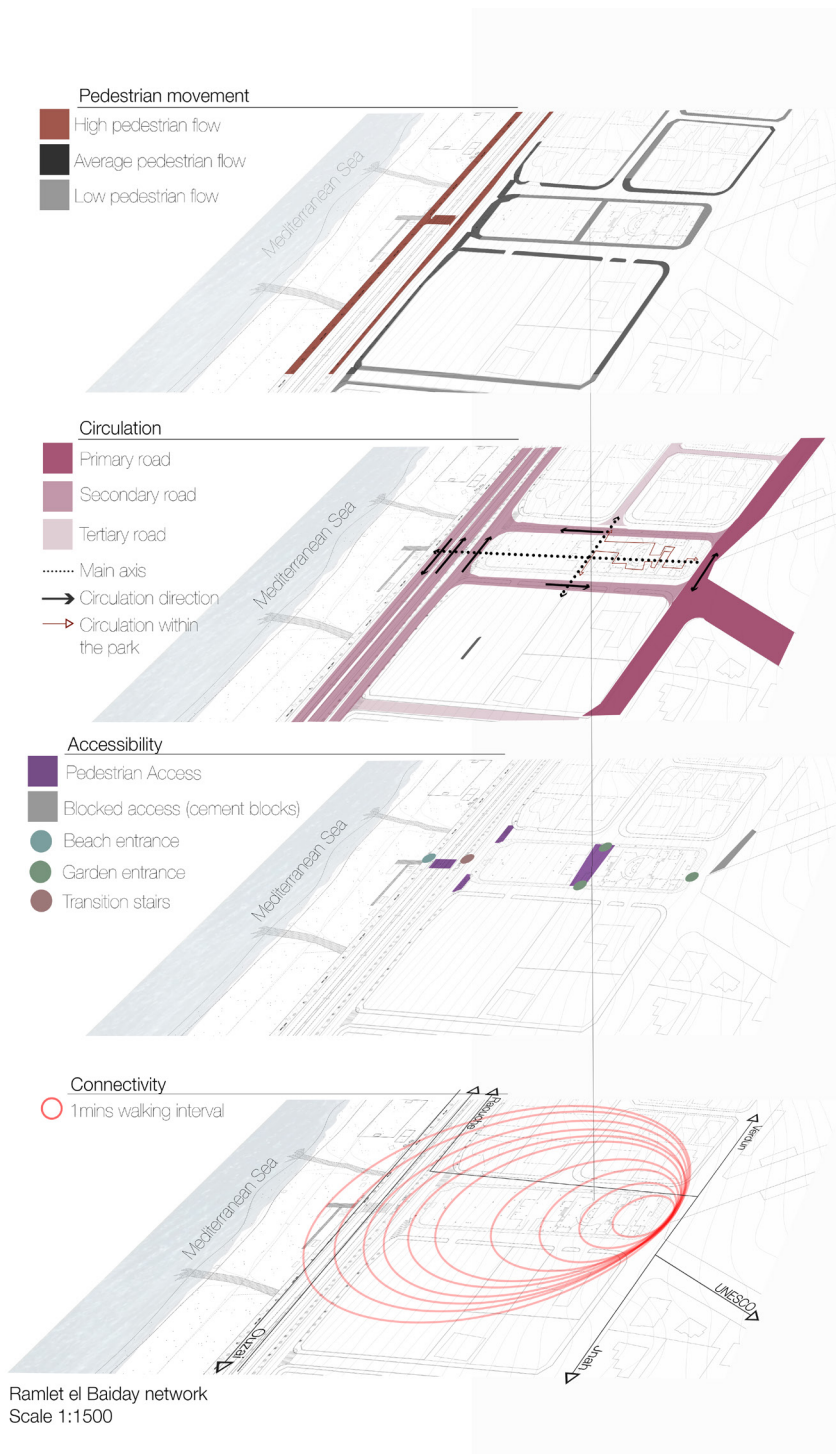 Pedestrian movement
High pedestrian flow
Average pedestrian flow
Low pedestrian flow
Mediterranean Sea
Circulation
Primary road
Secondary road
Tertiary road
Main axis
Circulation direction
Circulation within
the park
Mediterranean Sea
Accessibility
Pedestrian Access
Blocked access (cement blocks)
Beach entrance
Garden entrance
Transition stairs
Mediterranean Sea
Connectivity
1mins walking interval
Raouche
Verdun
Mediterranean Sea
UNESCO
Ouzai
Jnah
Ramlet el Baiday network
Scale 1:1500